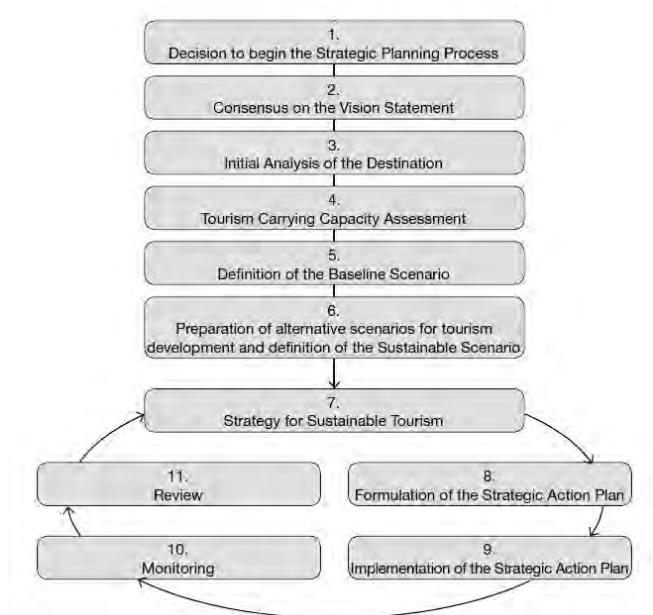 1.
Decision to begin the Strategic Planning Process
2.
Consensus on the Vision Statement
3.
Initial Analysis of the Destination
4.
Tourism Carrying Capacity Assessment
5.
Definition of the Baseline Scenario
6.
Preparation of alternative scenarios for tourism
development and definition of the Sustainable Scenario
7.
Strategy for Sustainable Tourism
11.
Review
8.
Formulation of the Strategic Action Plan
10.
Monitoring
9.
Implementation of the Strategic Action Plan